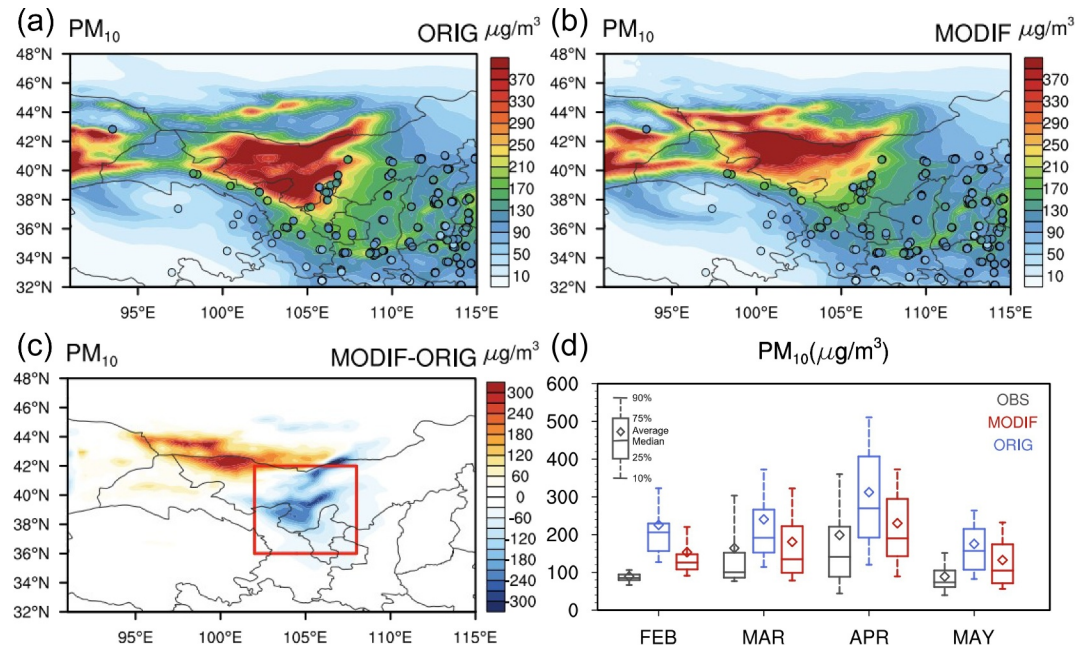 (a) PM10 ORIG μg/m³
48°N
46°N
44°N
42°N
40°N
38°N
36°N
34°N
32°N
95°E 100°E 105°E 110°E 115°E
370
330
290
250
210
170
130
90
50
10
(b) PM10 MODIF μg/m³
48°N
46°N
44°N
42°N
40°N
38°N
36°N
34°N
32°N
95°E 100°E 105°E 110°E 115°E
370
330
290
250
210
170
130
90
50
10
(c) PM10 MODIF-ORIG μg/m³
48°N
46°N
44°N
42°N
40°N
38°N
36°N
34°N
32°N
95°E 100°E 105°E 110°E 115°E
300
240
180
120
60
0
-60
-120
-180
-240
-300
(d) PM10(μg/m³)
600
500
400
300
200
100
0
90%
75%
Average
Median
25%
10%
OBS
MODIF
ORIG
FEB MAR APR MAY